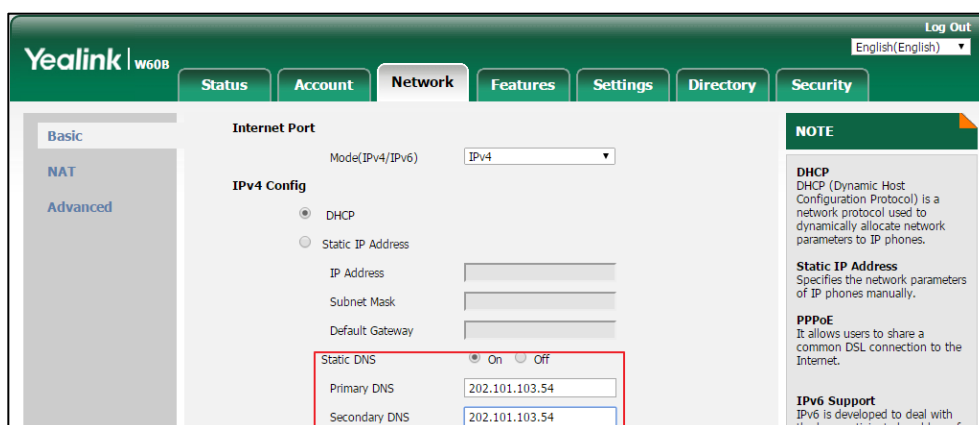 Log Out
English(English)
Yealink W60B
Status Account Network Features Settings Directory Security
Basic
NAT
Advanced
Internet Port
Mode(IPv4/IPv6) IPv4
IPv4 Config
DHCP
Static IP Address
IP Address
Subnet Mask
Default Gateway
Static DNS On Off
Primary DNS 202.101.103.54
Secondary DNS 202.101.103.54
NOTE
DHCP
DHCP (Dynamic Host
Configuration Protocol) is a
network protocol used to
dynamically allocate network
parameters to IP phones.
Static IP Address
Specifies the network parameters
of IP phones manually.
PPPoE
It allows users to share a
common DSL connection to the
Internet.
IPv6 Support
IPv6 is developed to deal with